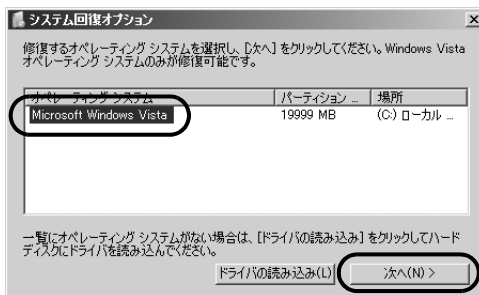 システム回復オプション
修復するオペレーティング システムを選択し、[次へ] をクリックしてください。Windows Vista
オペレーティング システムのみが修復可能です。
オペレーティング システム パーティション ... 場所
Microsoft Windows Vista 19999 MB (C:) ローカル ...
一覧にオペレーティング システムがない場合は、[ドライバの読み込み] をクリックしてハード
ディスクにドライバを読み込んでください。
ドライバの読み込み(L) 次へ(N) >